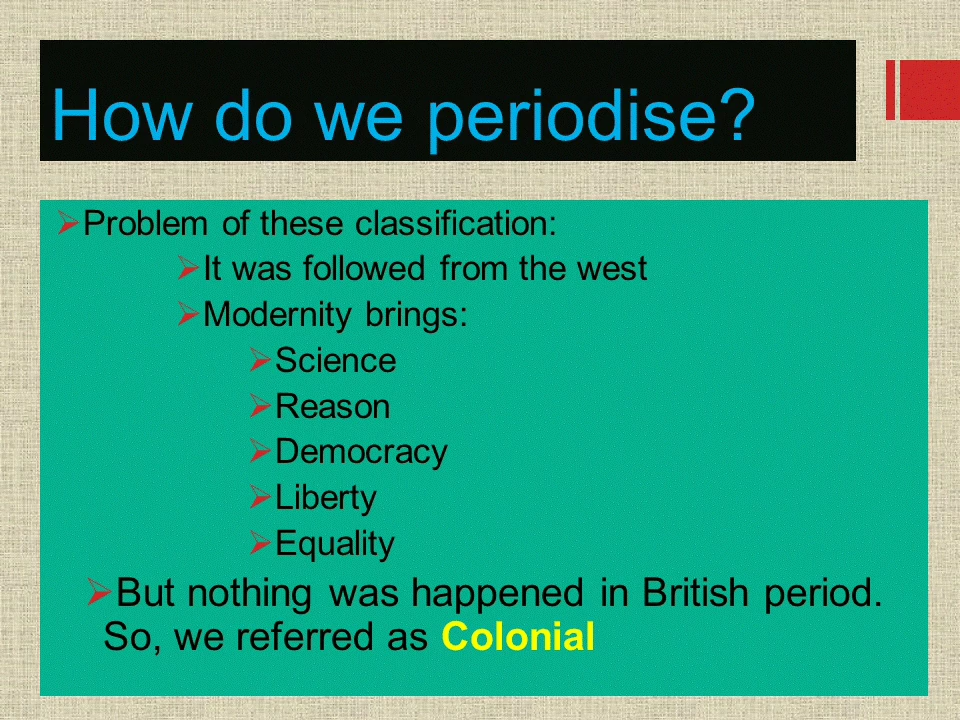 How do we periodise?
Problem of these classification:
It was followed from the west
Modernity brings:
Science
Reason
Democracy
Liberty
Equality
But nothing was happened in British period.
So, we referred as Colonial